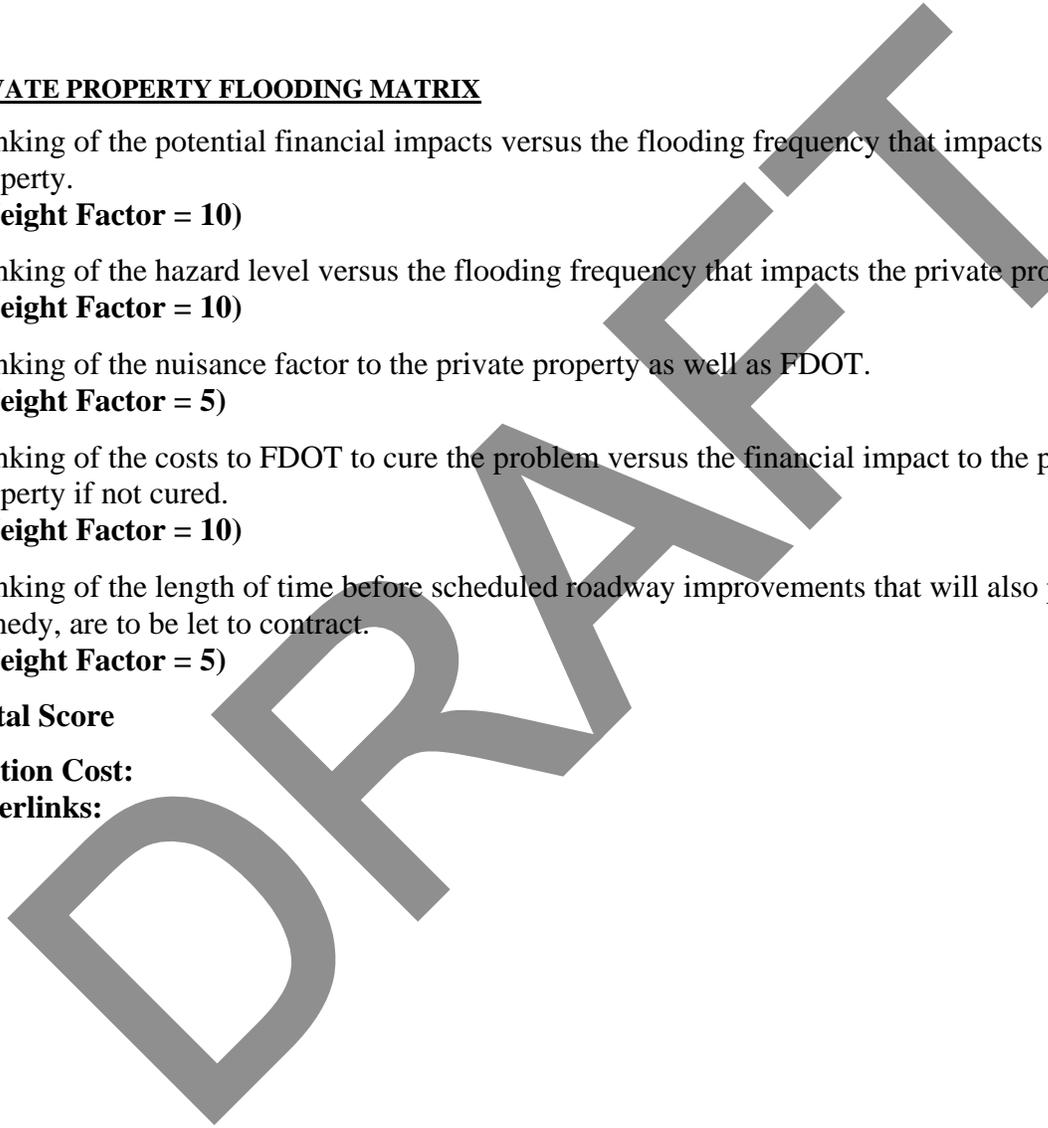 VATE PROPERTY FLOODING MATRIX
nking of the potential financial impacts versus the flooding frequency that impacts
perty.
eight Factor = 10)
nking of the hazard level versus the flooding frequency that impacts the private pro
eight Factor = 10)
nking of the nuisance factor to the private property as well as FDOT.
eight Factor = 5)
nking of the costs to FDOT to cure the problem versus the financial impact to the p
perty if not cured.
eight Factor = 10)
nking of the length of time before scheduled roadway improvements that will also
nedy, are to be let to contract.
eight Factor = 5)
tal Score
tion Cost:
erlinks:
DRAFT